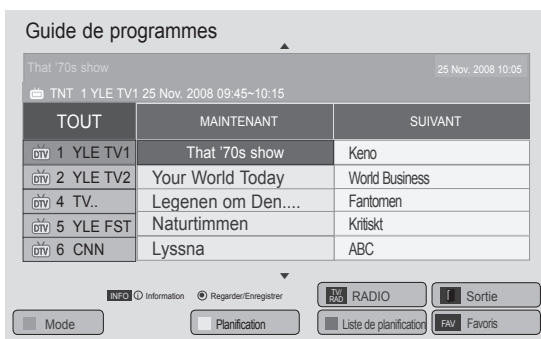 Guide de programmes
That '70s show 25 Nov. 2008 10:05
TNT 1 YLE TV1 25 Nov. 2008 09:45~10:15
TOUT MAINTENANT SUIVANT
DTV 1 YLE TV1 That '70s show Keno
DTV 2 YLE TV2 Your World Today World Business
DTV 4 TV.. Legenen om Den.... Fantomen
DTV 5 YLE FST Naturtimmen Kritiskt
DTV 6 CNN Lyssna ABC
INFO i Information Regarder/Enregistrer TV/RAD RADIO Sortie
Mode Planification Liste de planification FAV Favoris